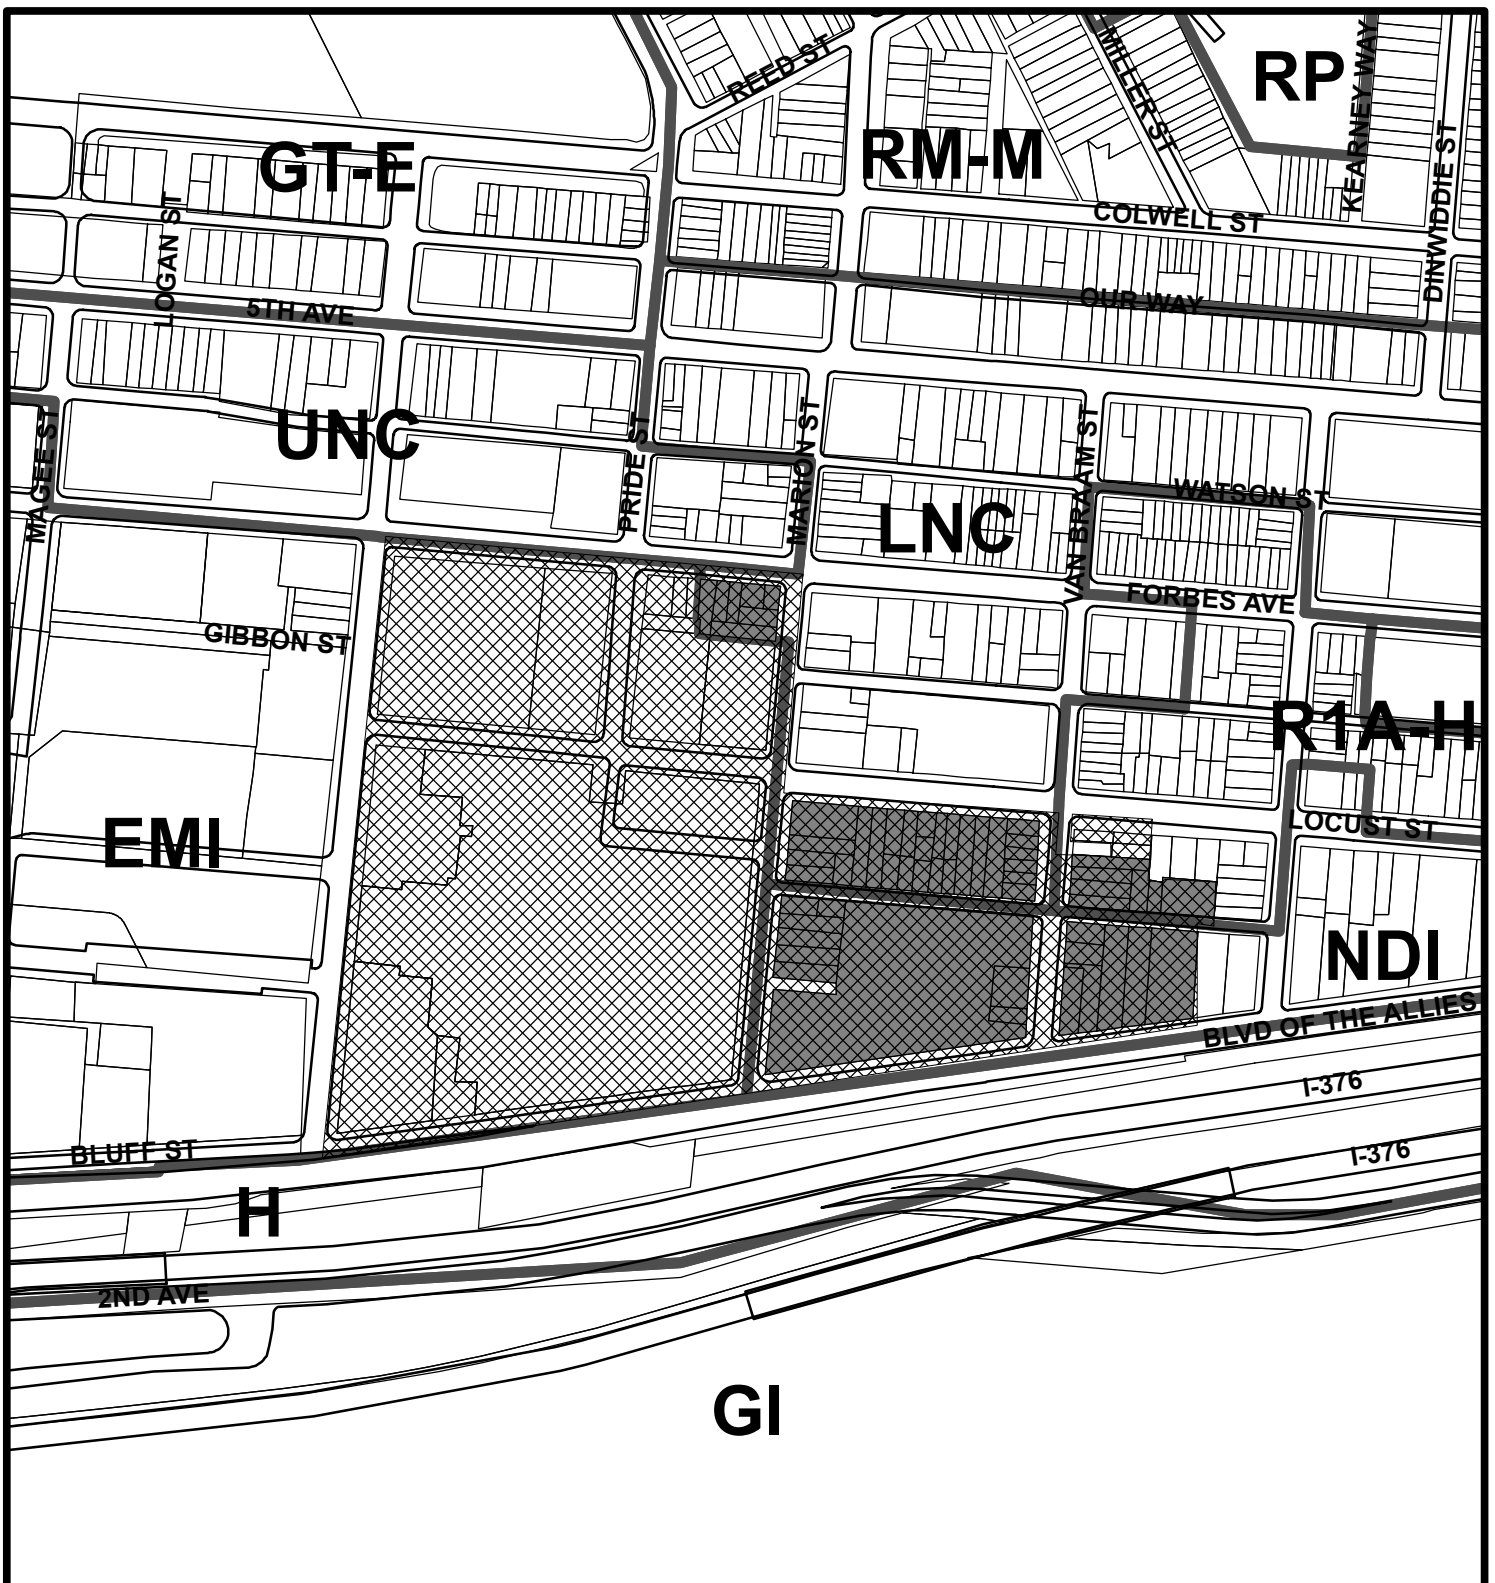 RP
REED ST
MILLER ST
KEARNEY WAY
RM-M
GT-E
DINWIDDIE ST
COLWELL ST
LOGAN ST
OUR WAY
5TH AVE
UNC
MAGEE ST
PRIDE ST
MARION ST
VAN BRAAM ST
WATSON ST
LNC
FORBES AVE
GIBBON ST
R1A-H
EMI
LOCUST ST
NDI
BLVD OF THE ALLIES
I-376
I-376
BLUFF ST
H
2ND AVE
GI